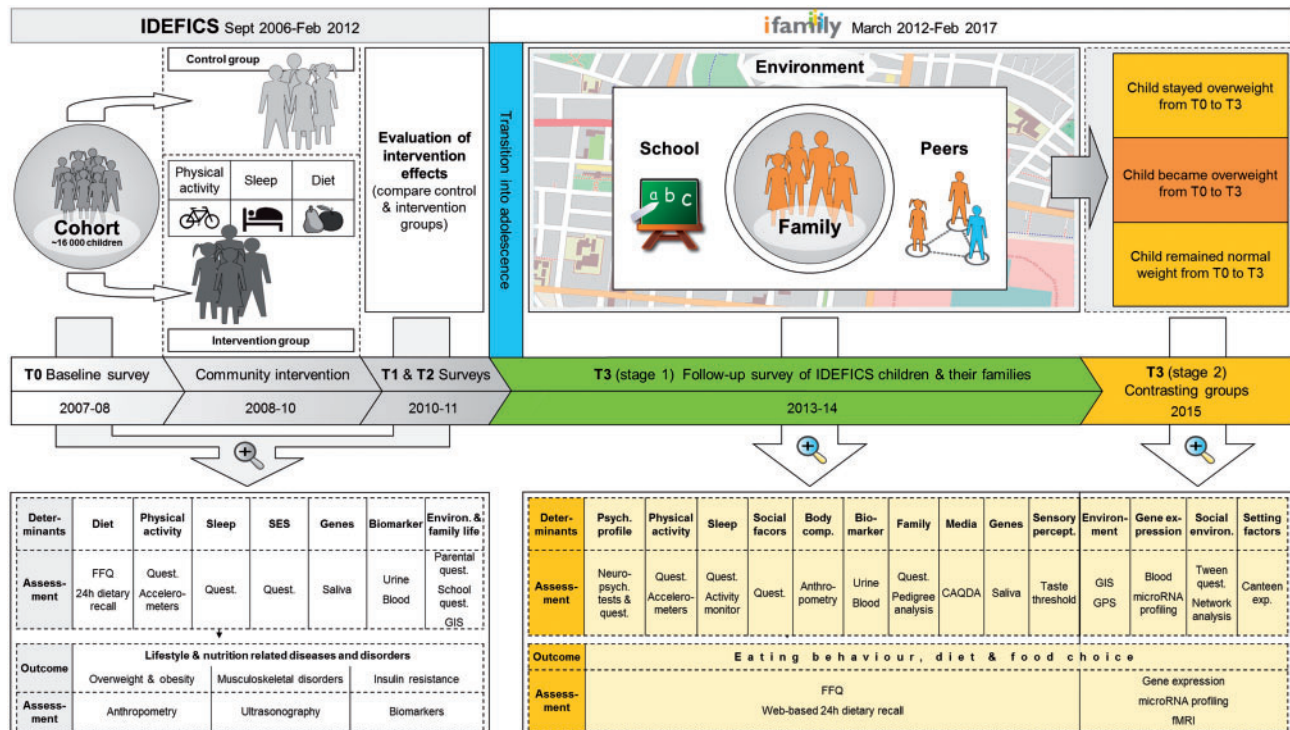 IDEFICS Sept 2006-Feb 2012
ifamily March 2012-Feb 2017
Control group
Cohort
~16 000 children
Physical activity
Sleep
Diet
Intervention group
Evaluation of
intervention
effects
(compare control
& intervention
groups)
Transition into adolescence
Environment
School
a b c
Family
Peers
Child stayed overweight
from T0 to T3
Child became overweight
from T0 to T3
Child remained normal
weight from T0 to T3
T0 Baseline survey
Community intervention
T1 & T2 Surveys
T3 (stage 1) Follow-up survey of IDEFICS children & their families
T3 (stage 2)
Contrasting groups
2007-08
2008-10
2010-11
2013-14
2015
Deter-
minants
Diet
Physical
activity
Sleep
SES
Genes
Biomarker
Environ. &
family life
Assess-
ment
FFQ
24h dietary
recall
Quest.
Accelero-
meters
Quest.
Quest.
Saliva
Urine
Blood
Parental
quest.
School
quest.
GIS
Outcome
Lifestyle & nutrition related diseases and disorders
Overweight & obesity
Musculoskeletal disorders
Insulin resistance
Assess-
ment
Anthropometry
Ultrasonography
Biomarkers
Deter-
minants
Psych.
profile
Physical
activity
Sleep
Social
facors
Body
comp.
Bio-
marker
Family
Media
Genes
Sensory
percept.
Environ-
ment
Gene ex-
pression
Social
environ.
Setting
factors
Assess-
ment
Neuro-
psych.
tests &
quest.
Quest.
Accelero-
meters
Quest.
Activity
monitor
Quest.
Anthro-
pometry
Urine
Blood
Quest.
Pedigree
analysis
CAQDA
Saliva
Taste
threshold
GIS
GPS
Blood
microRNA
profiling
Tween
quest.
Network
analysis
Canteen
exp.
Outcome
Eating behaviour, diet & food choice
Assess-
ment
FFQ
Web-based 24h dietary recall
Gene expression
microRNA profiling
fMRI